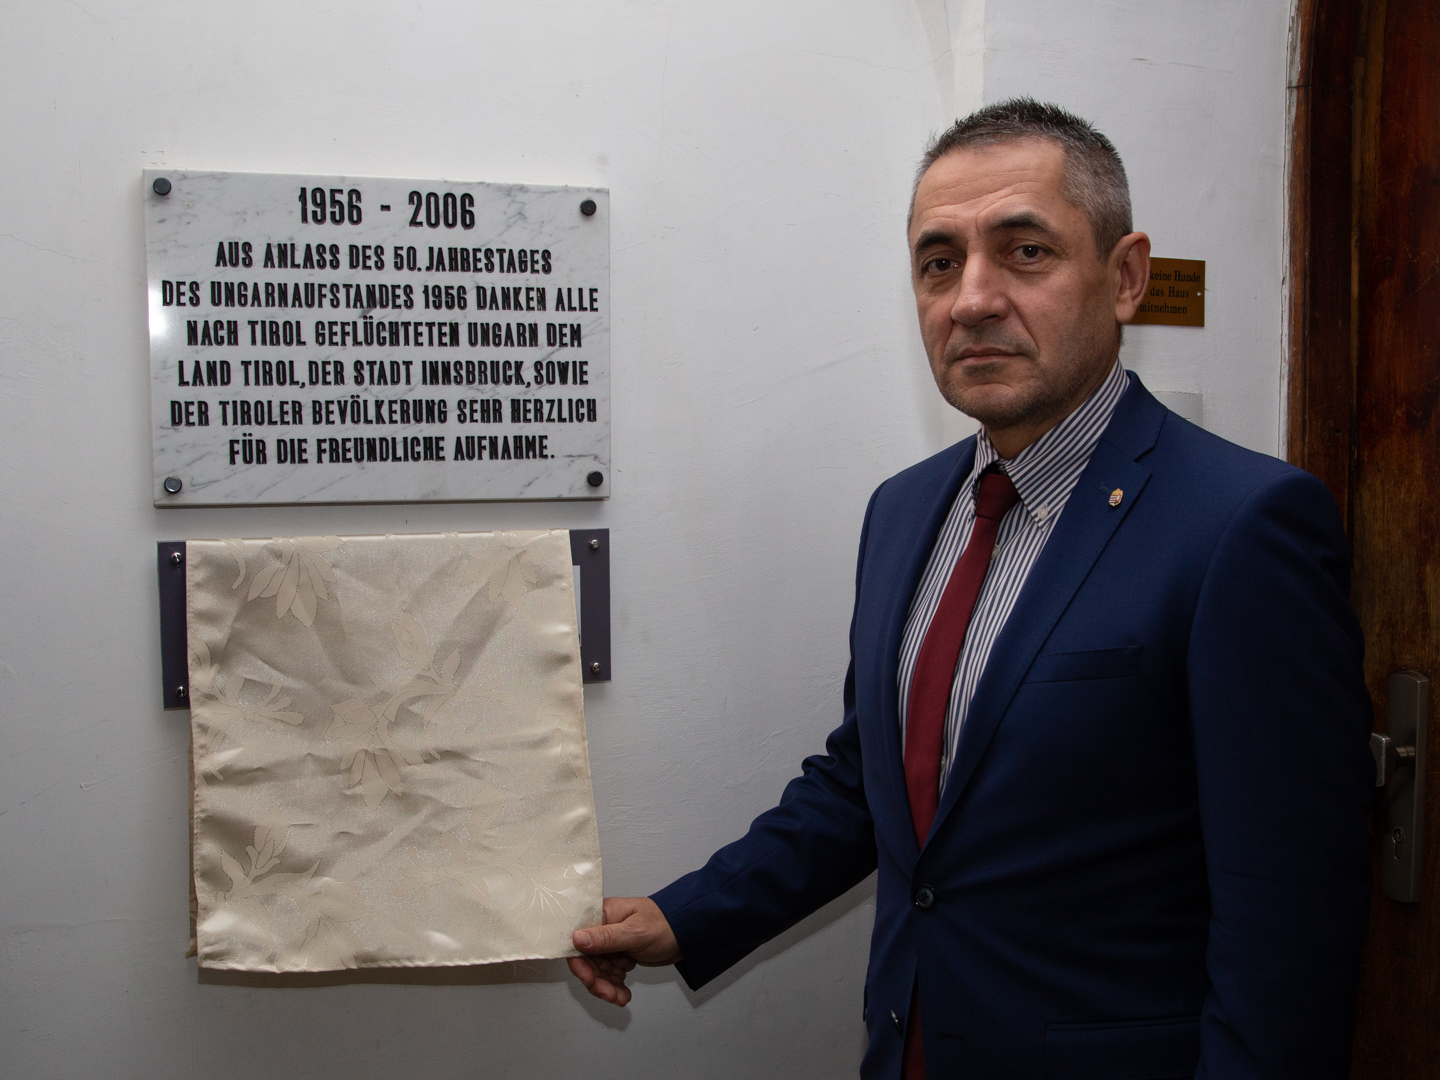 1956 - 2006
AUS ANLASS DES 50. JAHRESTAGES
DES UNGARNAUFSTANDES 1956 DANKEN ALLE
NACH TIROL GEFLÜCHTETEN UNGARN DEM
LAND TIROL, DER STADT INNSBRUCK, SOWIE
DER TIROLER BEVÖLKERUNG SEHR HERZLICH
FÜR DIE FREUNDLICHE AUFNAHME.
keine Hunde
das Haus
mitnehmen